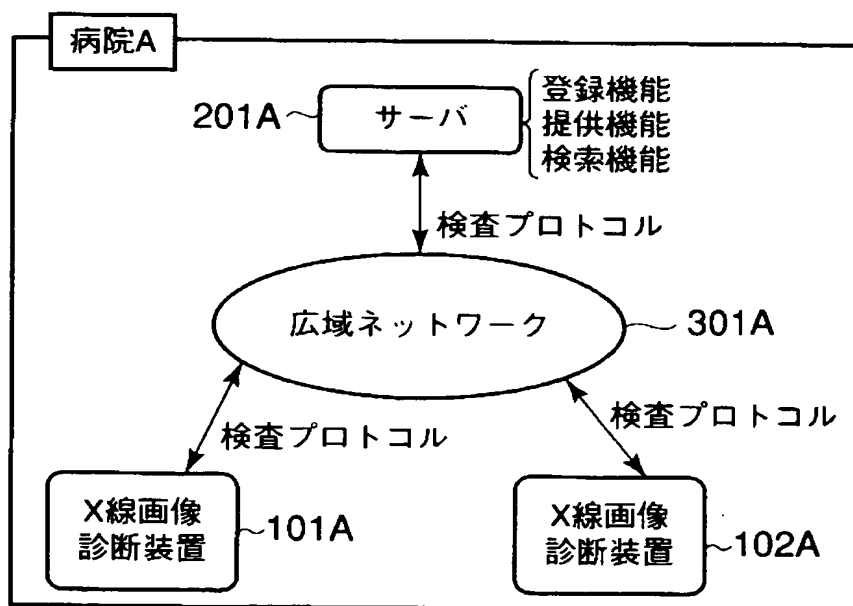 病院A
201A
サーバ
登録機能
提供機能
検索機能
検査プロトコル
広域ネットワーク
301A
検査プロトコル
検査プロトコル
X線画像
診断装置
101A
X線画像
診断装置
102A